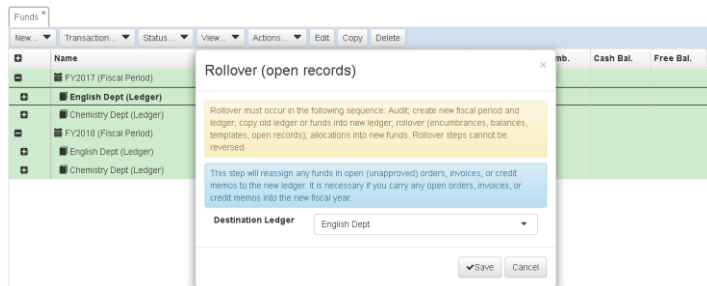 Funds *
New... Transaction... Status... View... Actions... Edit Copy Delete
Name mb. Cash Bal. Free Bal.
FY2017 (Fiscal Period)
English Dept (Ledger)
Chemistry Dept (Ledger)
FY2018 (Fiscal Period)
English Dept (Ledger)
Chemistry Dept (Ledger)
Rollover (open records) ×
Rollover must occur in the following sequence: Audit; create new fiscal period and
ledger; copy old ledger or funds into new ledger; rollover (encumbrances, balances,
templates, open records); allocations into new funds. Rollover steps cannot be
reversed.
This step will reassign any funds in open (unapproved) orders, invoices, or credit
memos to the new ledger. It is necessary if you carry any open orders, invoices, or
credit memos into the new fiscal year.
Destination Ledger English Dept
✔Save Cancel